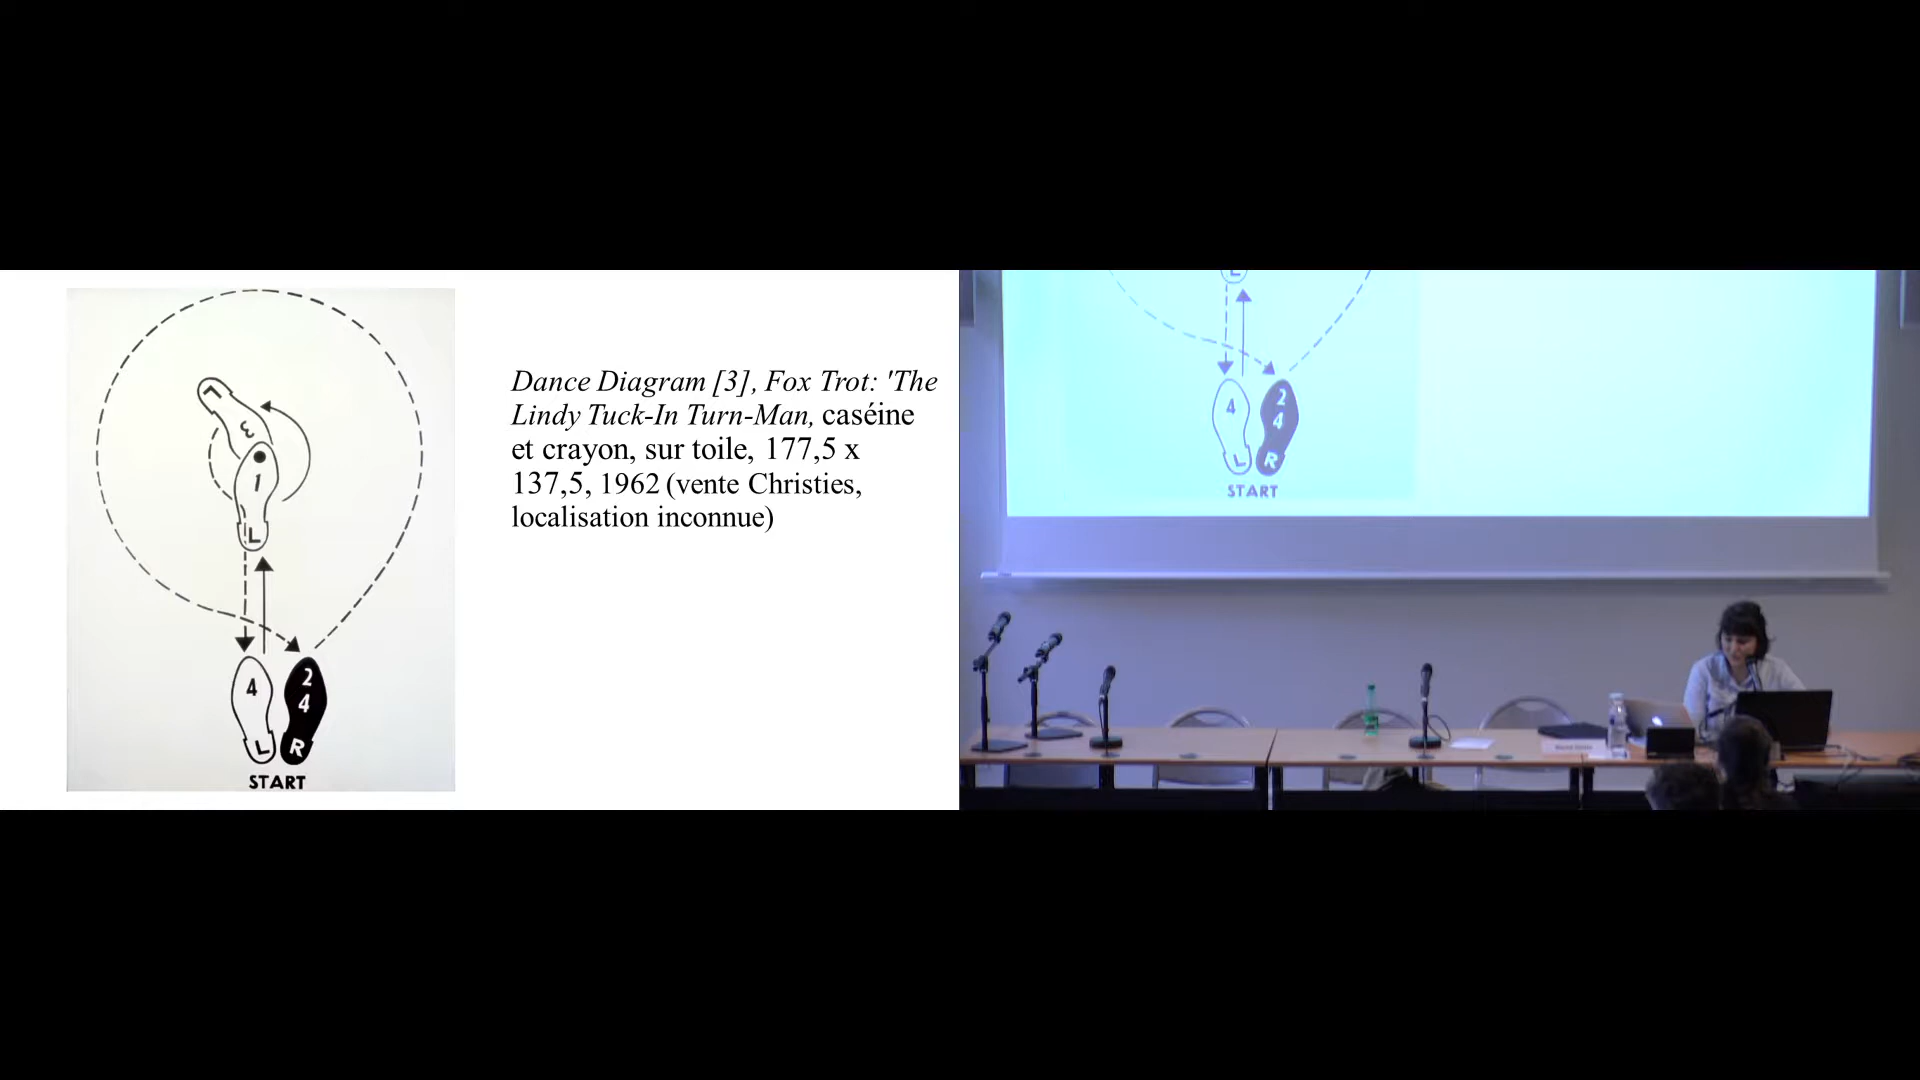 L
3
1
L
4
L
2
4
R
START
Dance Diagram [3], Fox Trot: 'The
Lindy Tuck-In Turn-Man, caséine
et crayon, sur toile, 177,5 x
137,5, 1962 (vente Christies,
localisation inconnue)
L
4
L
2
4
R
START